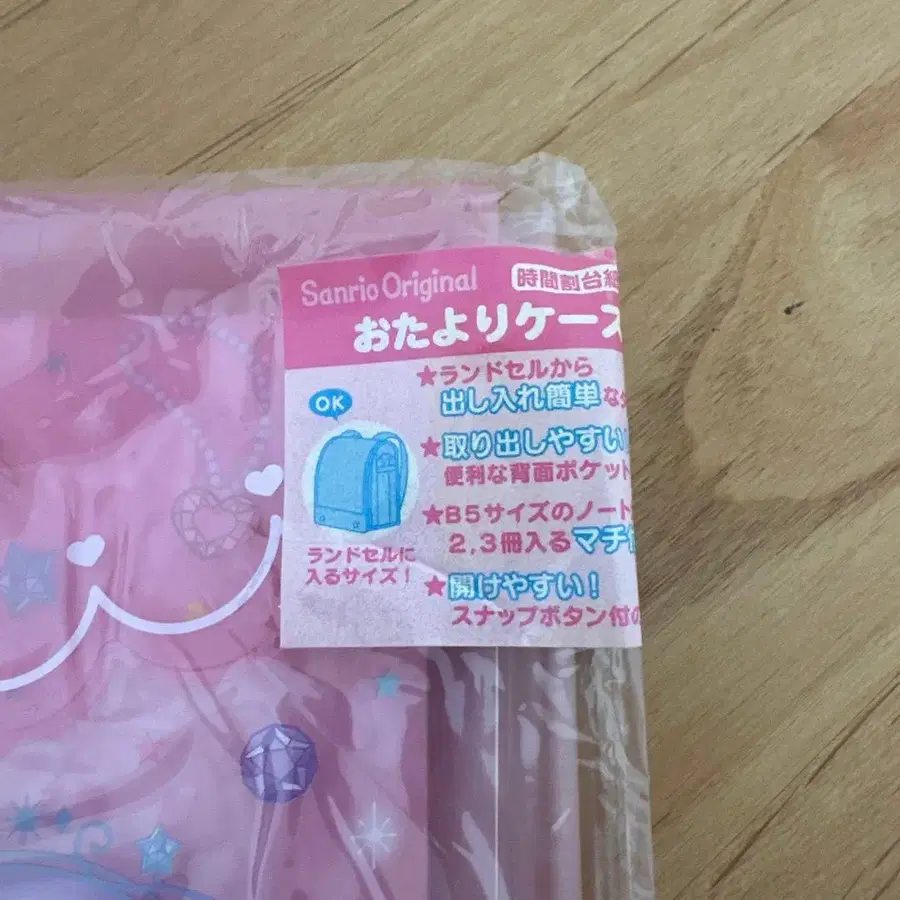 Sanrio Original 時間割台紙
おたよりケース
OK
ランドセルに
入るサイズ！
★ランドセルから
出し入れ簡単な
★取り出しやすい！
便利な背面ポケット
★B5サイズのノート
2,3冊入るマチ付
★開けやすい！
スナップボタン付の